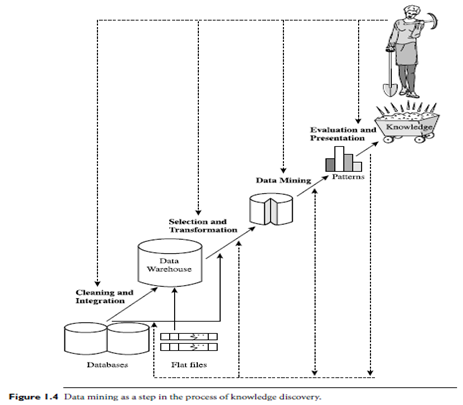 Evaluation and
Presentation
Knowledge
Data Mining
Patterns
Selection and
Transformation
Data
Warehouse
Cleaning and
Integration
Databases
Flat files
Figure 1.4 Data mining as a step in the process of knowledge discovery.